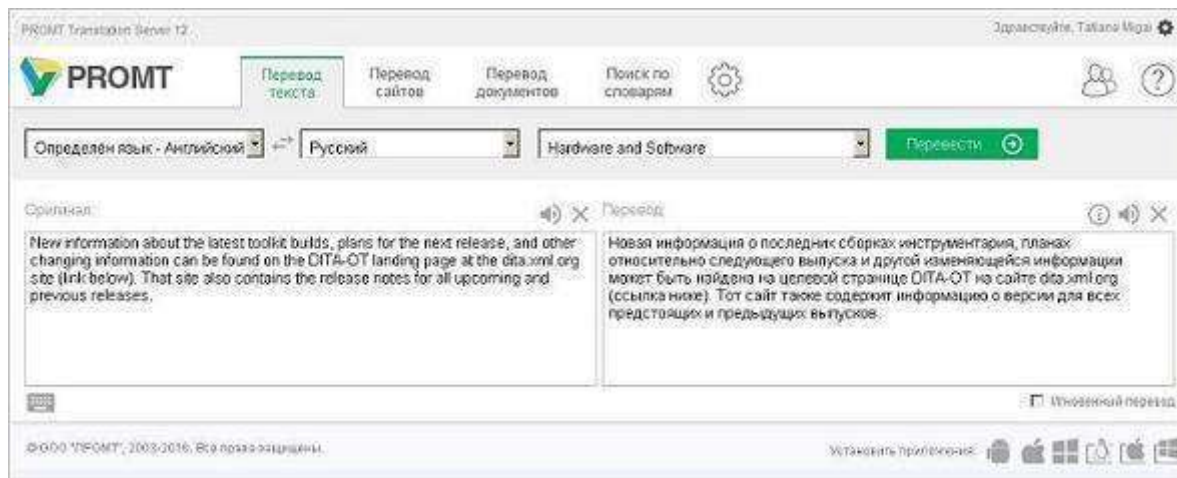 PROMT Translation Server 12
Здравствуйте, Tatiana Migal
PROMT
Перевод текста
Перевод сайтов
Перевод документов
Поиск по словарям
Определён язык - Английский
Русский
Hardware and Software
Перевести
Оригинал:
Перевод:
New information about the latest toolkit builds, plans for the next release, and other
changing information can be found on the DITA-OT landing page at the dita.xml.org
site (link below). That site also contains the release notes for all upcoming and
previous releases.
Новая информация о последних сборках инструментария, планах
относительно следующего выпуска и другой изменяющейся информации
может быть найдена на целевой странице DITA-OT на сайте dita.xml.org
(ссылка ниже). Тот сайт также содержит информацию о версии для всех
предстоящих и предыдущих выпусков.
Мгновенный перевод
© ООО "ПРОМТ", 2003-2016. Все права защищены.
Установить приложения: